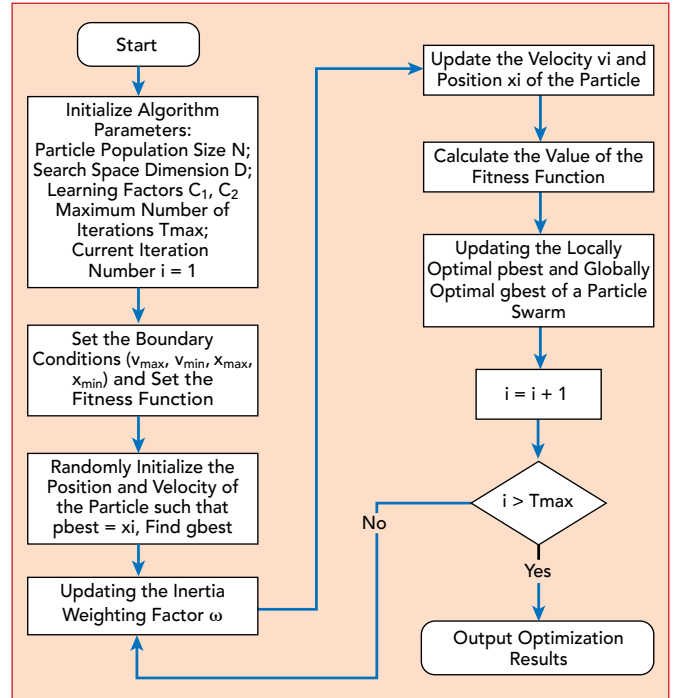 Start
Initialize Algorithm
Parameters:
Particle Population Size N;
Search Space Dimension D;
Learning Factors C₁, C₂
Maximum Number of
Iterations Tmax;
Current Iteration
Number i = 1
Set the Boundary
Conditions (vₘₐₓ, vₘᵢₙ, xₘₐₓ,
xₘᵢₙ) and Set the
Fitness Function
Randomly Initialize the
Position and Velocity of
the Particle such that
pbest = xi, Find gbest
Updating the Inertia
Weighting Factor ω
Update the Velocity vi and
Position xi of the Particle
Calculate the Value of the
Fitness Function
Updating the Locally
Optimal pbest and Globally
Optimal gbest of a Particle
Swarm
i = i + 1
i > Tmax
No
Yes
Output Optimization
Results